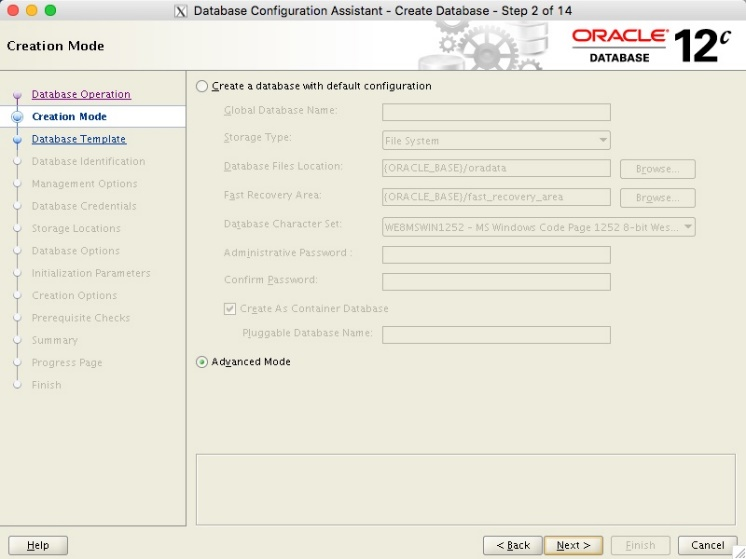 Database Configuration Assistant - Create Database - Step 2 of 14
Creation Mode
ORACLE
DATABASE
12c
Database Operation
Creation Mode
Database Template
Database Identification
Management Options
Database Credentials
Storage Locations
Database Options
Initialization Parameters
Creation Options
Prerequisite Checks
Summary
Progress Page
Finish
Create a database with default configuration
Global Database Name:
Storage Type: File System
Database Files Location: {ORACLE_BASE}/oradata Browse...
Fast Recovery Area: {ORACLE_BASE}/fast_recovery_area Browse...
Database Character Set: WE8MSWIN1252 - MS Windows Code Page 1252 8-bit Wes...
Administrative Password :
Confirm Password:
Create As Container Database
Pluggable Database Name:
Advanced Mode
Help < Back Next > Finish Cancel